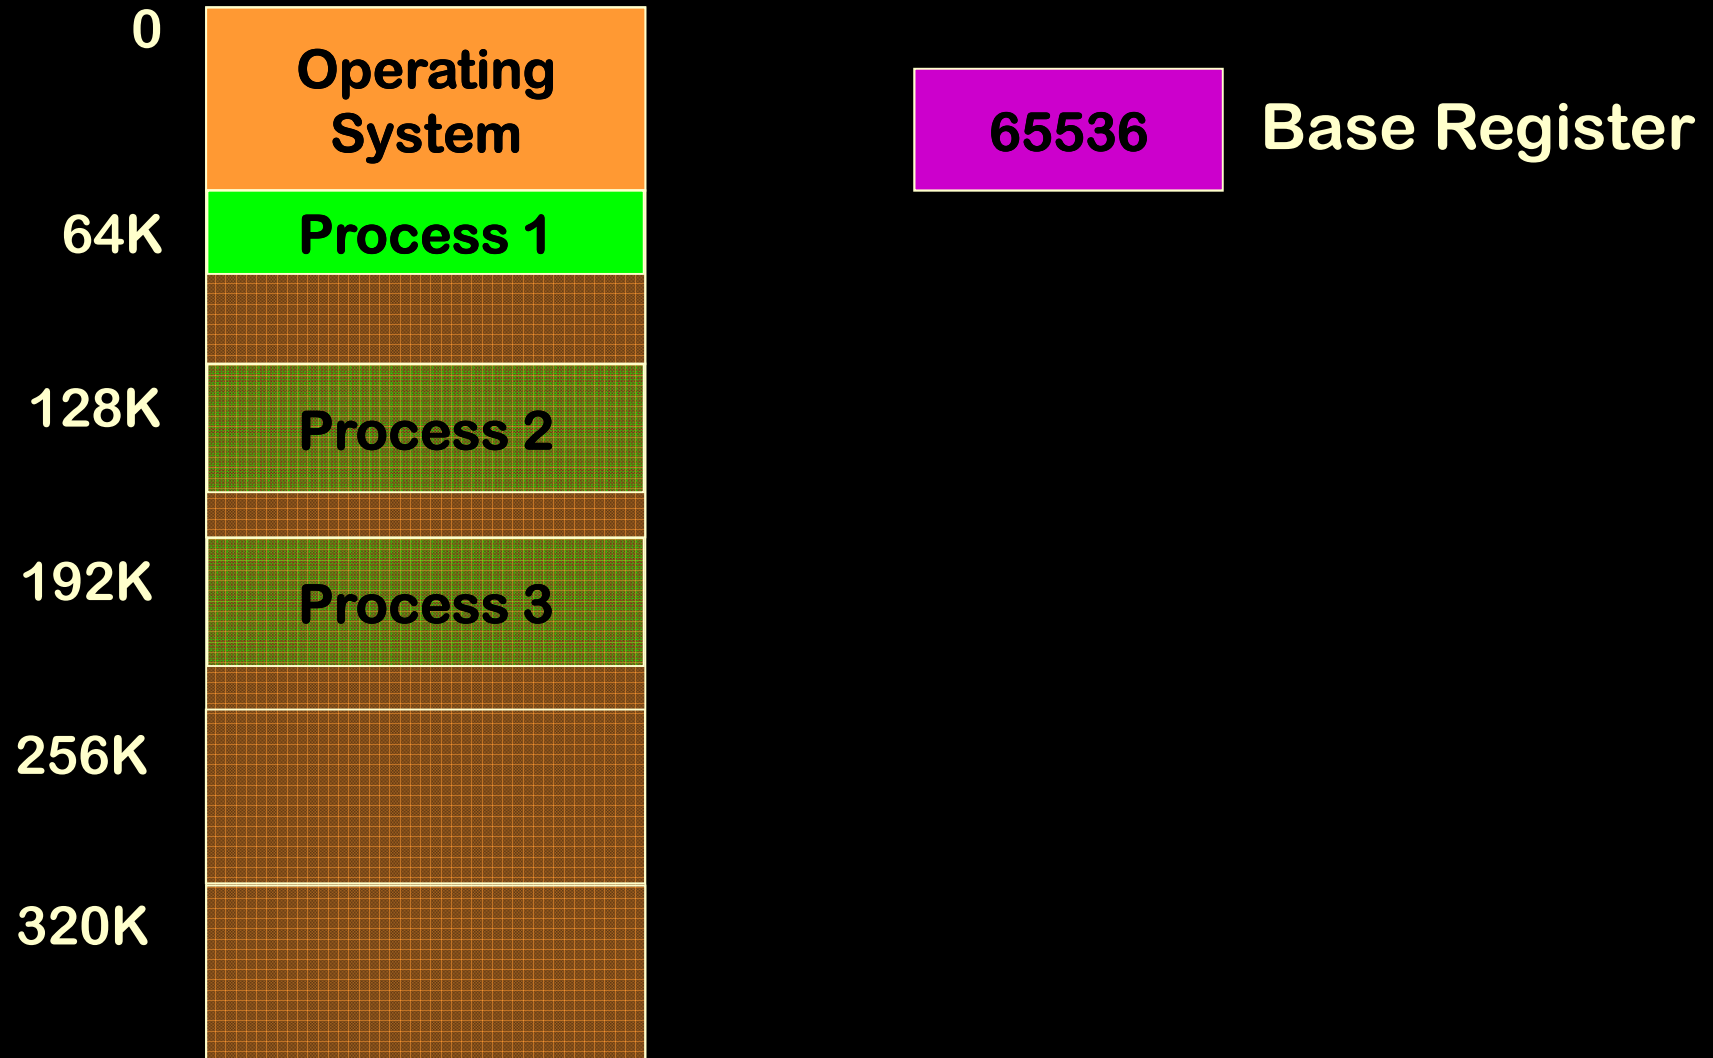 0
Operating
System
65536
Base Register
64K
Process 1
128K
Process 2
192K
Process 3
256K
320K